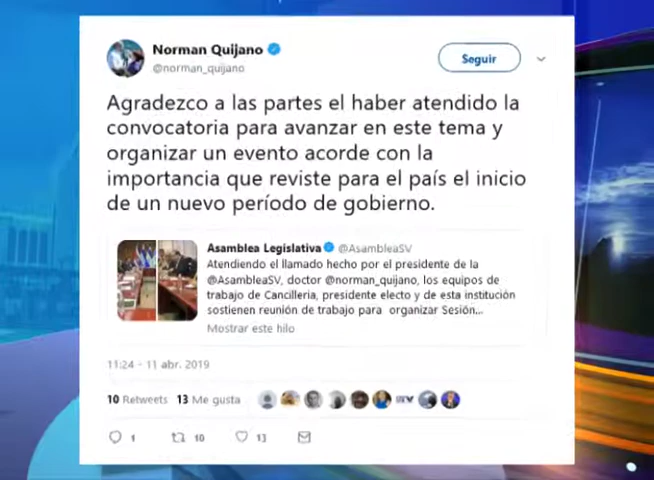 Norman Quijano
@norman_quijano
Seguir
Agradezco a las partes el haber atendido la
convocatoria para avanzar en este tema y
organizar un evento acorde con la
importancia que reviste para el país el inicio
de un nuevo período de gobierno.
Asamblea Legislativa @AsambleaSV
Atendiendo el llamado hecho por el presidente de la
@AsambleaSV, doctor @norman_quijano, los equipos de
trabajo de Cancilleria, presidente electo y de esta institución
sostienen reunión de trabajo para organizar Sesión...
Mostrar este hilo
11:24 - 11 abr. 2019
10 Retweets 13 Me gusta
1 10 13